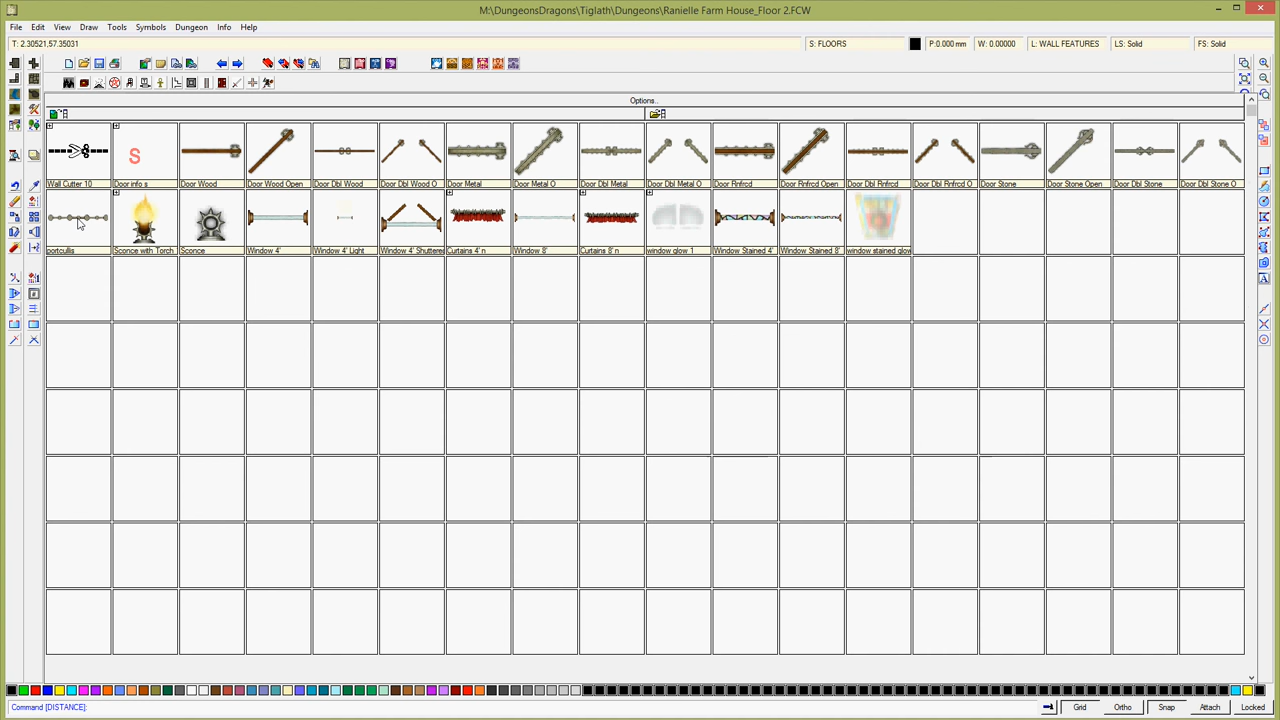 M:\DungeonsDragons\Tiglath\Dungeons\Ranielle Farm House_Floor 2.FCW
File Edit View Draw Tools Symbols Dungeon Info Help
T: 2.30521,57.35031 S: FLOORS P:0.000 mm W: 0.00000 L: WALL FEATURES LS: Solid FS: Solid
Options..
S
Wall Cutter 10 Door info s Door Wood Door Wood Open Door Dbl Wood Door Dbl Wood O Door Metal Door Metal O Door Dbl Metal Door Dbl Metal O Door Rnfrcd Door Rnfrcd Open Door Dbl Rnfrcd Door Dbl Rnfrcd O Door Stone Door Stone Open Door Dbl Stone Door Dbl Stone O
portcullis Sconce with Torch Sconce Window 4' Window 4' Light Window 4' Shuttere Curtains 4' n Window 8' Curtains 8' n window glow 1 Window Stained 4' Window Stained 8' window stained glow
Command [DISTANCE]: Grid Ortho Snap Attach Locked